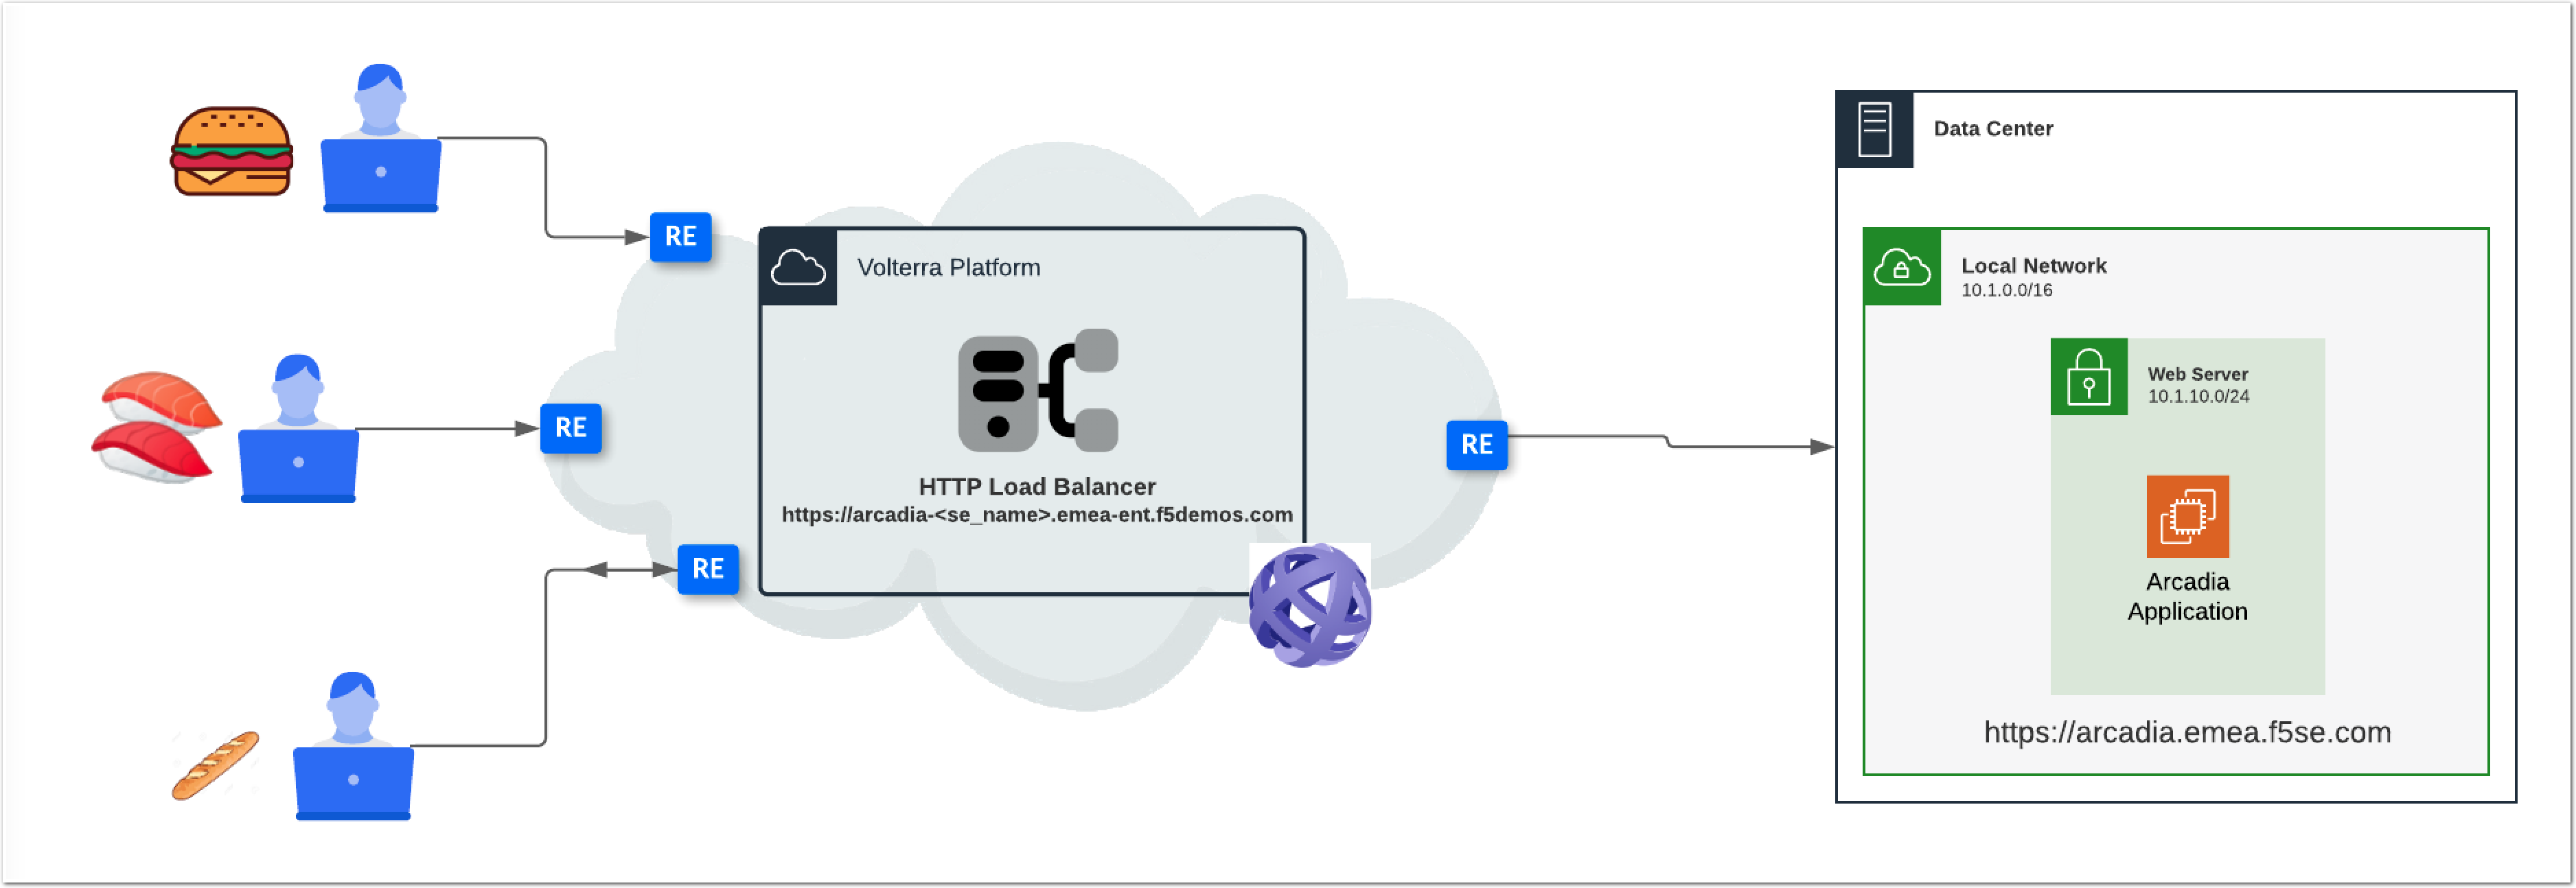 RE
RE
RE
Volterra Platform
HTTP Load Balancer
https://arcadia-<se_name>.emea-ent.f5demos.com
RE
Data Center
Local Network
10.1.0.0/16
Web Server
10.1.10.0/24
Arcadia
Application
https://arcadia.emea.f5se.com